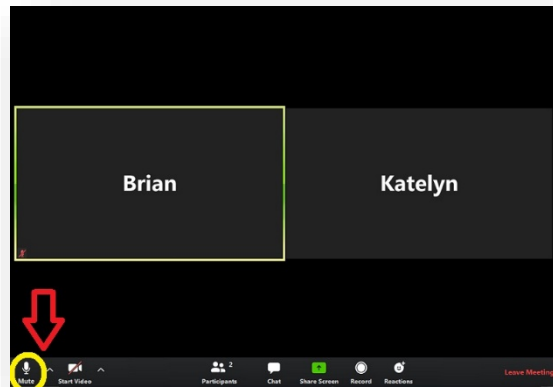 Brian
Katelyn
2
Mute
Start Video
Participants
Chat
Share Screen
Record
Reactions
Leave Meeting